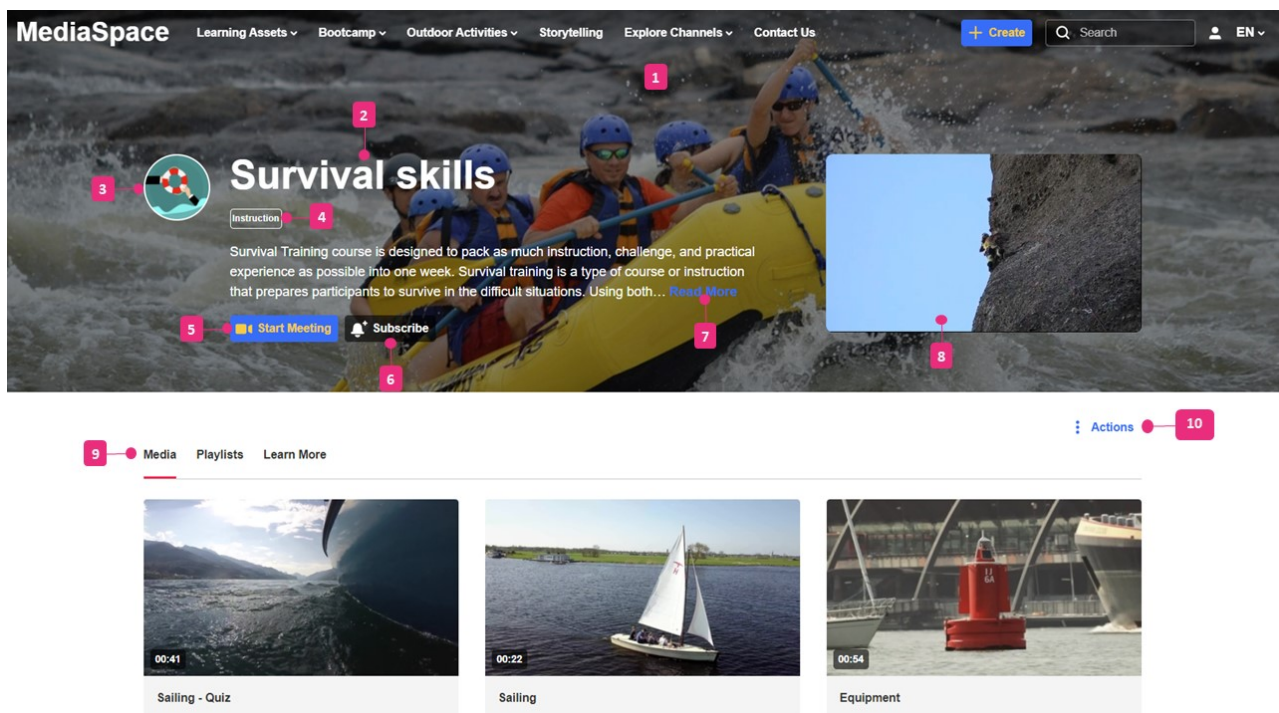 MediaSpace Learning Assets Bootcamp Outdoor Activities Storytelling Explore Channels Contact Us + Create Search EN
1
2
3
Survival skills
Instruction 4
Survival Training course is designed to pack as much instruction, challenge, and practical
experience as possible into one week. Survival training is a type of course or instruction
that prepares participants to survive in the difficult situations. Using both... Read More
5 Start Meeting Subscribe
7
8
6
Actions 10
9 Media Playlists Learn More
IJ
6A
00:41 00:22 00:54
Sailing - Quiz Sailing Equipment